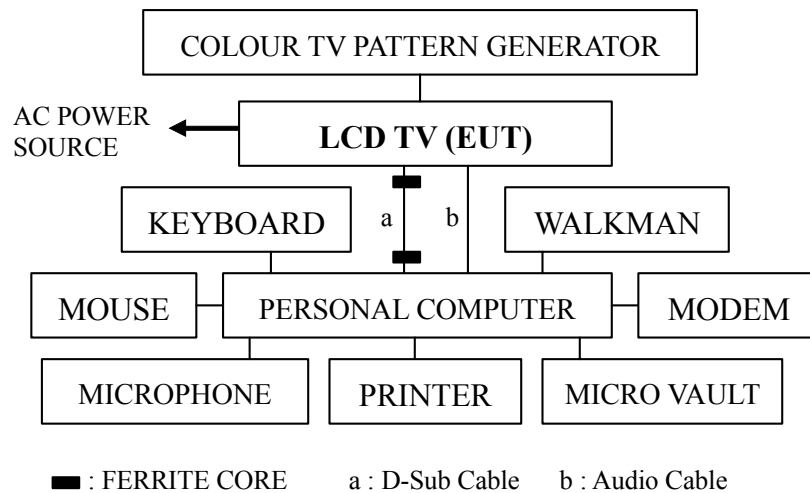 COLOUR TV PATTERN GENERATOR
AC POWER
SOURCE
LCD TV (EUT)
KEYBOARD
a
b
WALKMAN
MOUSE
PERSONAL COMPUTER
MODEM
MICROPHONE
PRINTER
MICRO VAULT
: FERRITE CORE a : D-Sub Cable b : Audio Cable